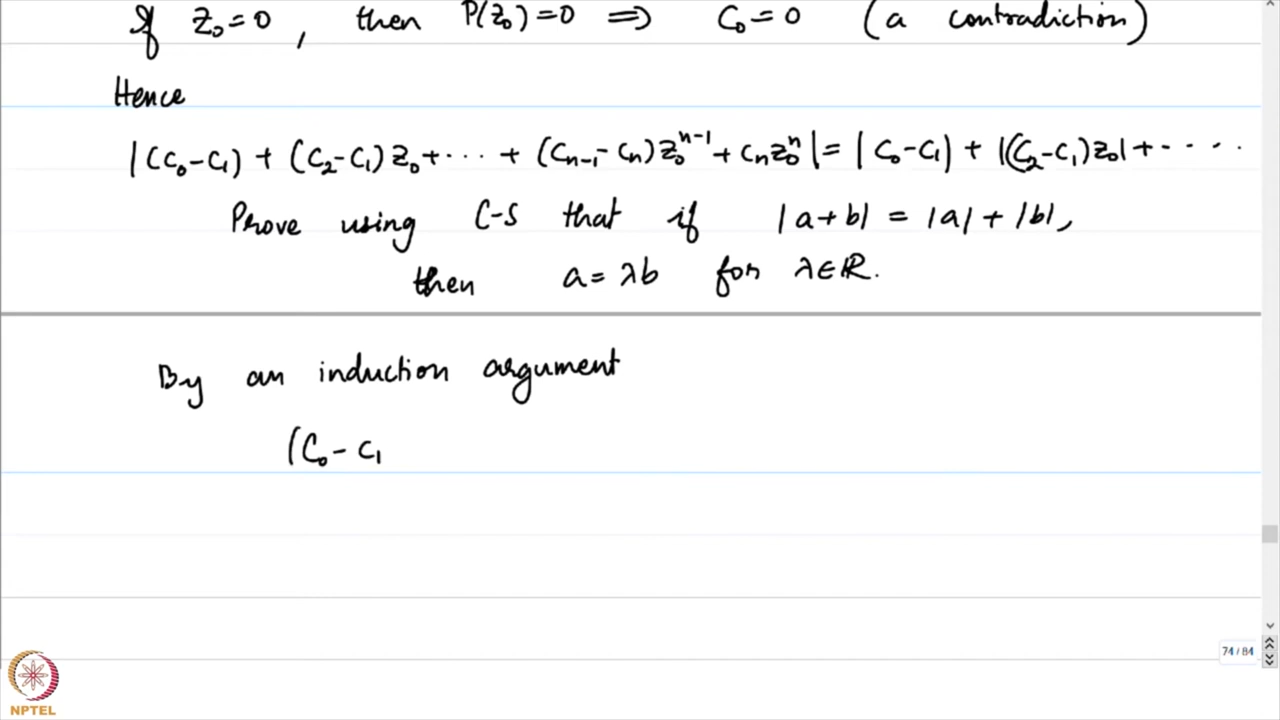 If z₀ = 0, then P(z₀) = 0 ⟹ C₀ = 0 (a contradiction)
Hence
|(C₀ - C₁) + (C₂ - C₁) z₀ + ⋯ + (Cₙ₋₁ - Cₙ) z₀ⁿ⁻¹ + Cₙ z₀ⁿ| = |C₀ - C₁| + |(C₂ - C₁) z₀| + ⋯⋅
Prove using C-S that if |a + b| = |a| + |b|,
then a = λb for λ ∈ ℝ.
By an induction argument
(C₀ - C₁
74 / 84
NPTEL